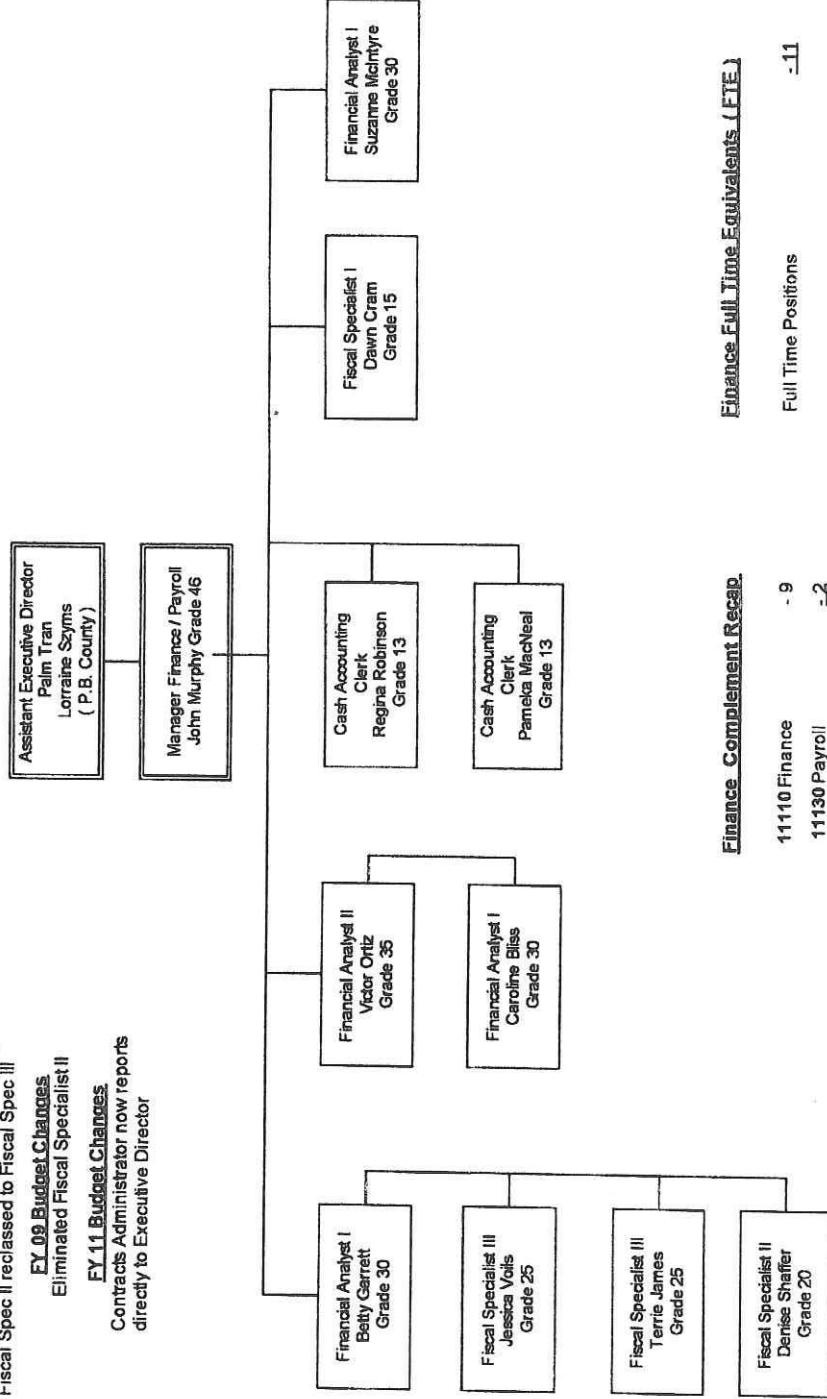 Fiscal Spec II reclassed to Fiscal Spec III
FY 09 Budget Changes
Eliminated Fiscal Specialist II
FY 11 Budget Changes
Contracts Administrator now reports
directly to Executive Director
Assistant Executive Director
Palm Tran
Lorraine Szyms
( P.B. County )
Manager Finance / Payroll
John Murphy Grade 46
Financial Analyst I
Betty Garrett
Grade 30
Fiscal Specialist III
Jessica Voils
Grade 25
Fiscal Specialist III
Terrie James
Grade 25
Fiscal Specialist II
Denise Shaffer
Grade 20
Financial Analyst II
Victor Ortiz
Grade 35
Financial Analyst I
Caroline Bliss
Grade 30
Cash Accounting
Clerk
Regina Robinson
Grade 13
Cash Accounting
Clerk
Pameka MacNeal
Grade 13
Fiscal Specialist I
Dawn Cram
Grade 15
Financial Analyst I
Suzanne McIntyre
Grade 30
Finance Complement Recap
11110 Finance - 9
11130 Payroll - 2
Finance Full Time Equivalents ( FTE )
Full Time Positions - 11